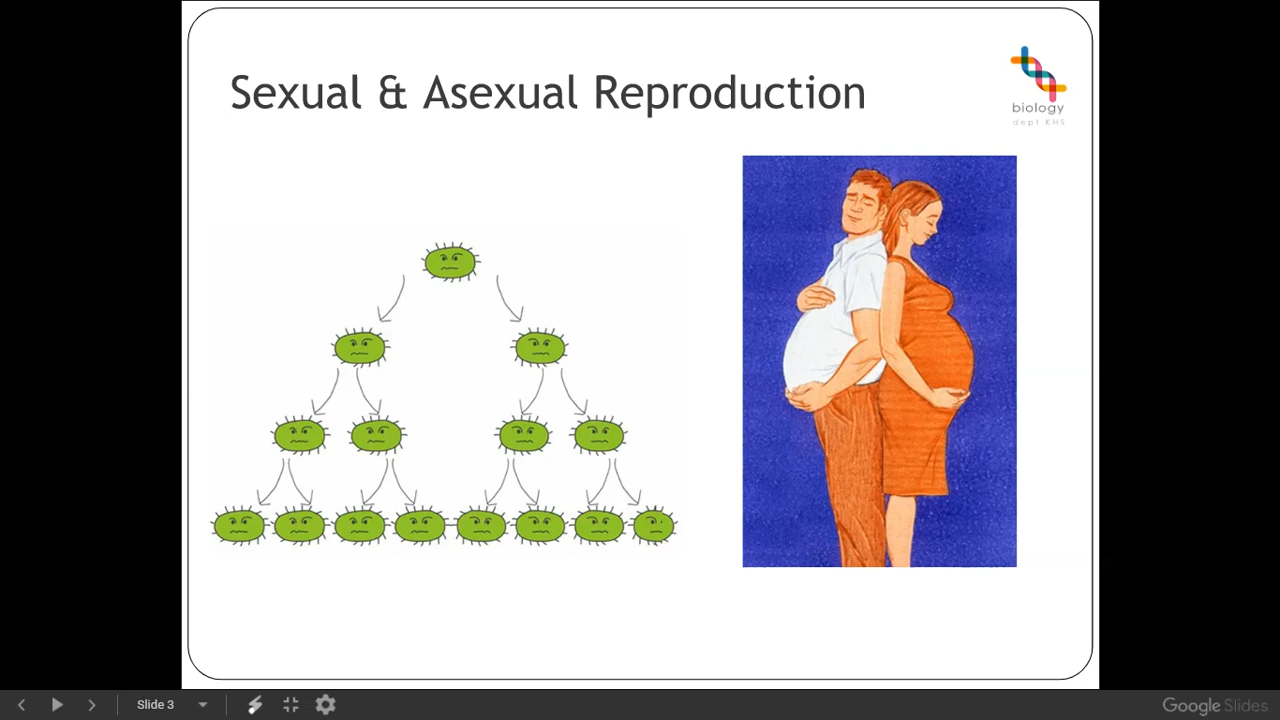 Sexual & Asexual Reproduction
biology
dept KHS
Slide 3
Google Slides